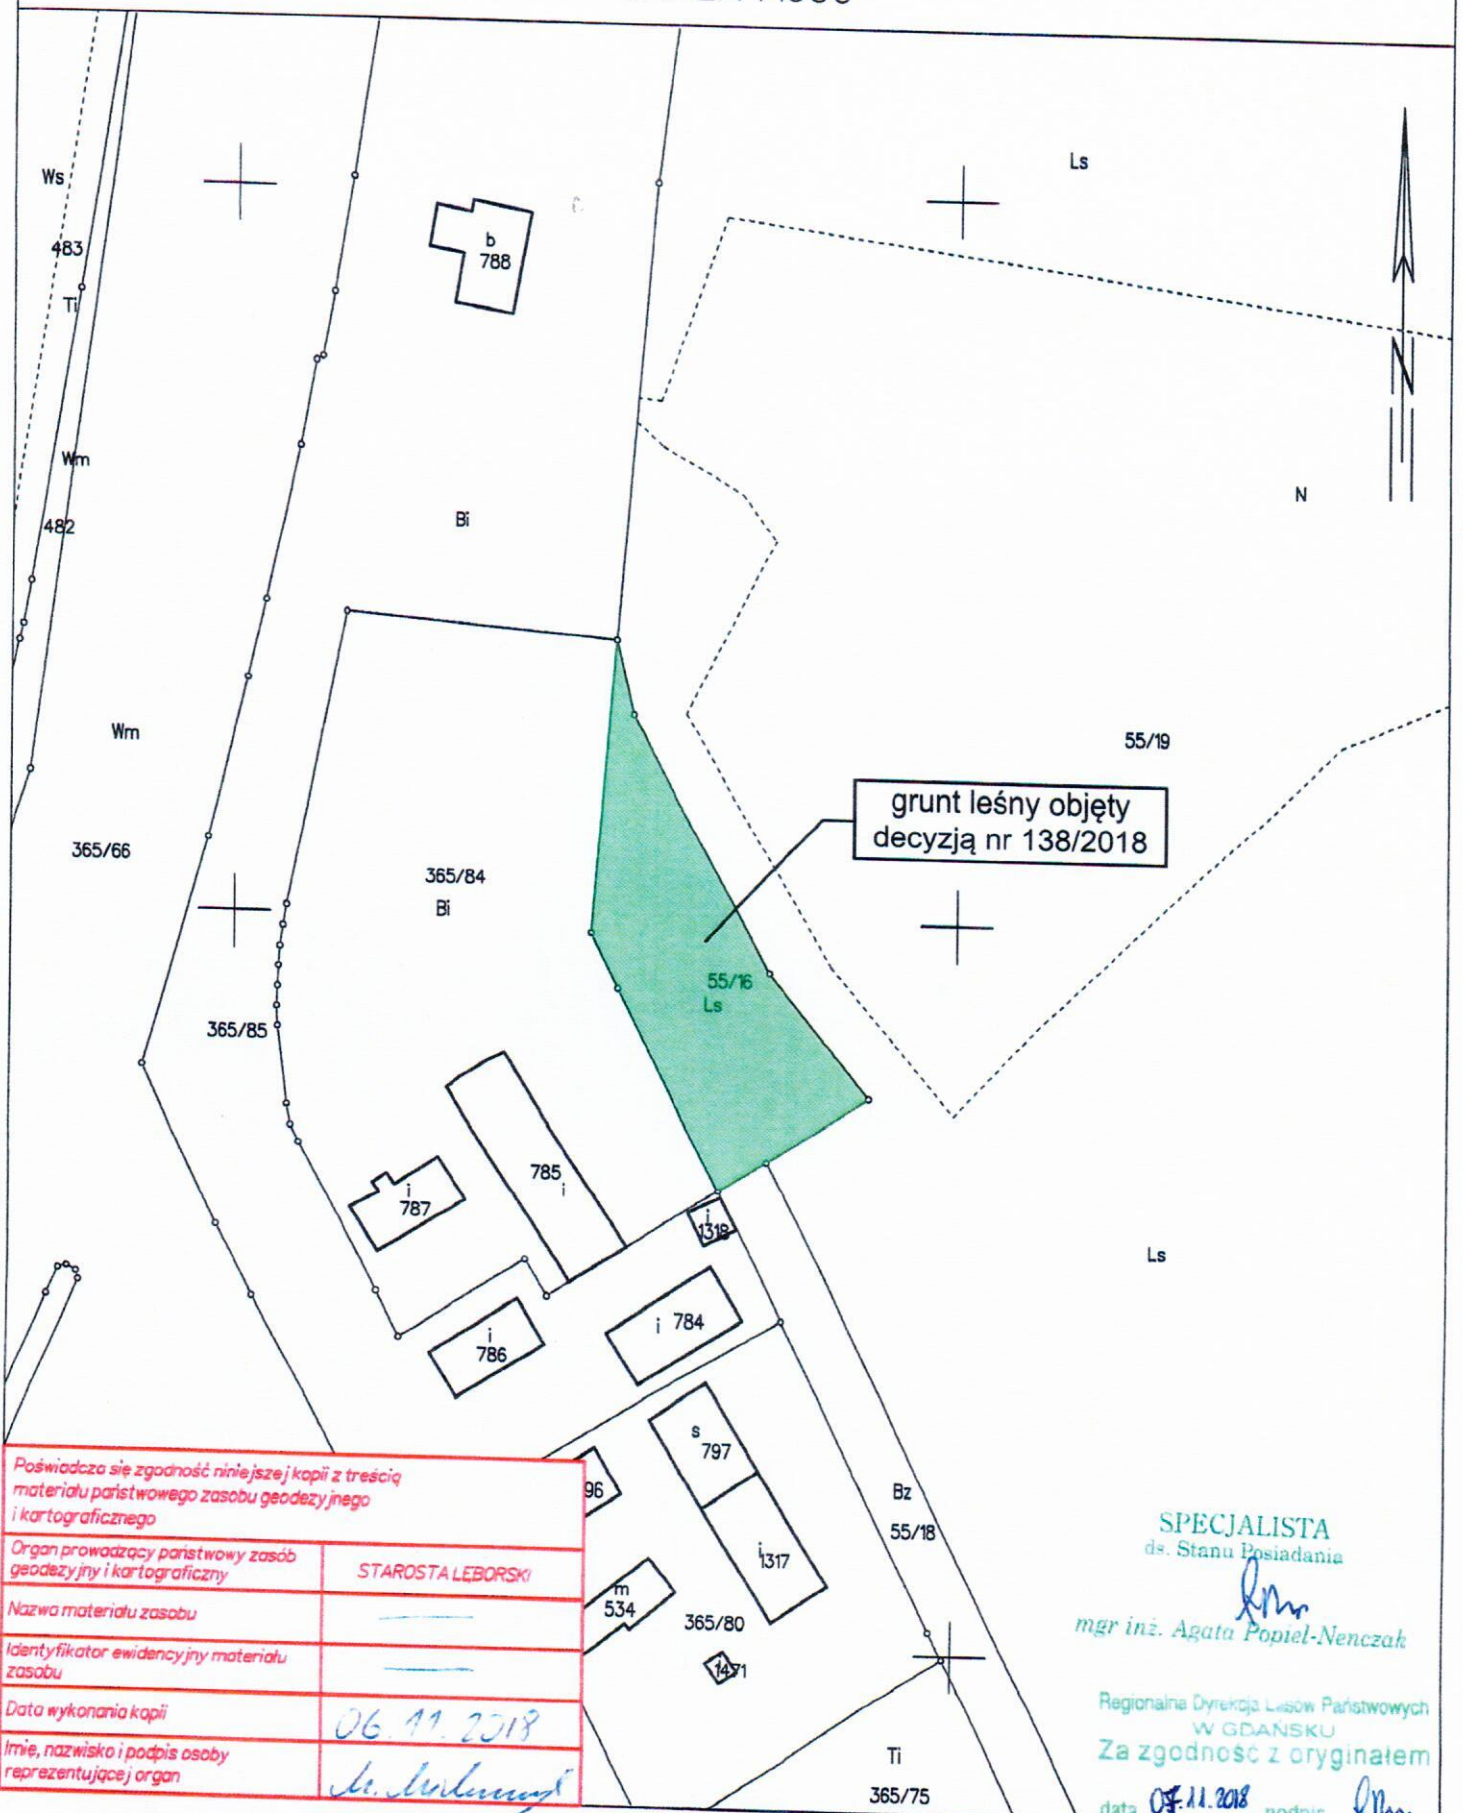 Ls
Ws
483
Ti
b
788
N
Wm
482
Bi
N
Wm
55/19
grunt leśny objęty
decyzją nr 138/2018
365/66
365/84
Bi
55/16
Ls
365/85
785
i
i
787
i
1318
Ls
i 784
i
786
s
797
96
Bz
55/18
i
1317
m
534
365/80
1471
Ti
365/75
Poświadcza się zgodność niniejszej kopii z treścią
materiału państwowego zasobu geodezyjnego
i kartograficznego
Organ prowadzący państwowy zasób
geodezyjny i kartograficzny
STAROSTA LĘBORSKI
Nazwa materiału zasobu
Identyfikator ewidencyjny materiału
zasobu
Data wykonania kopii
06.11.2018
Imię, nazwisko i podpis osoby
reprezentującej organ
SPECJALISTA
ds. Stanu Posiadania
mgr inż. Agata Popiel-Nenczak
Regionalna Dyrekcja Lasów Państwowych
W GDAŃSKU
Za zgodność z oryginałem
data 07.11.2018 podpis